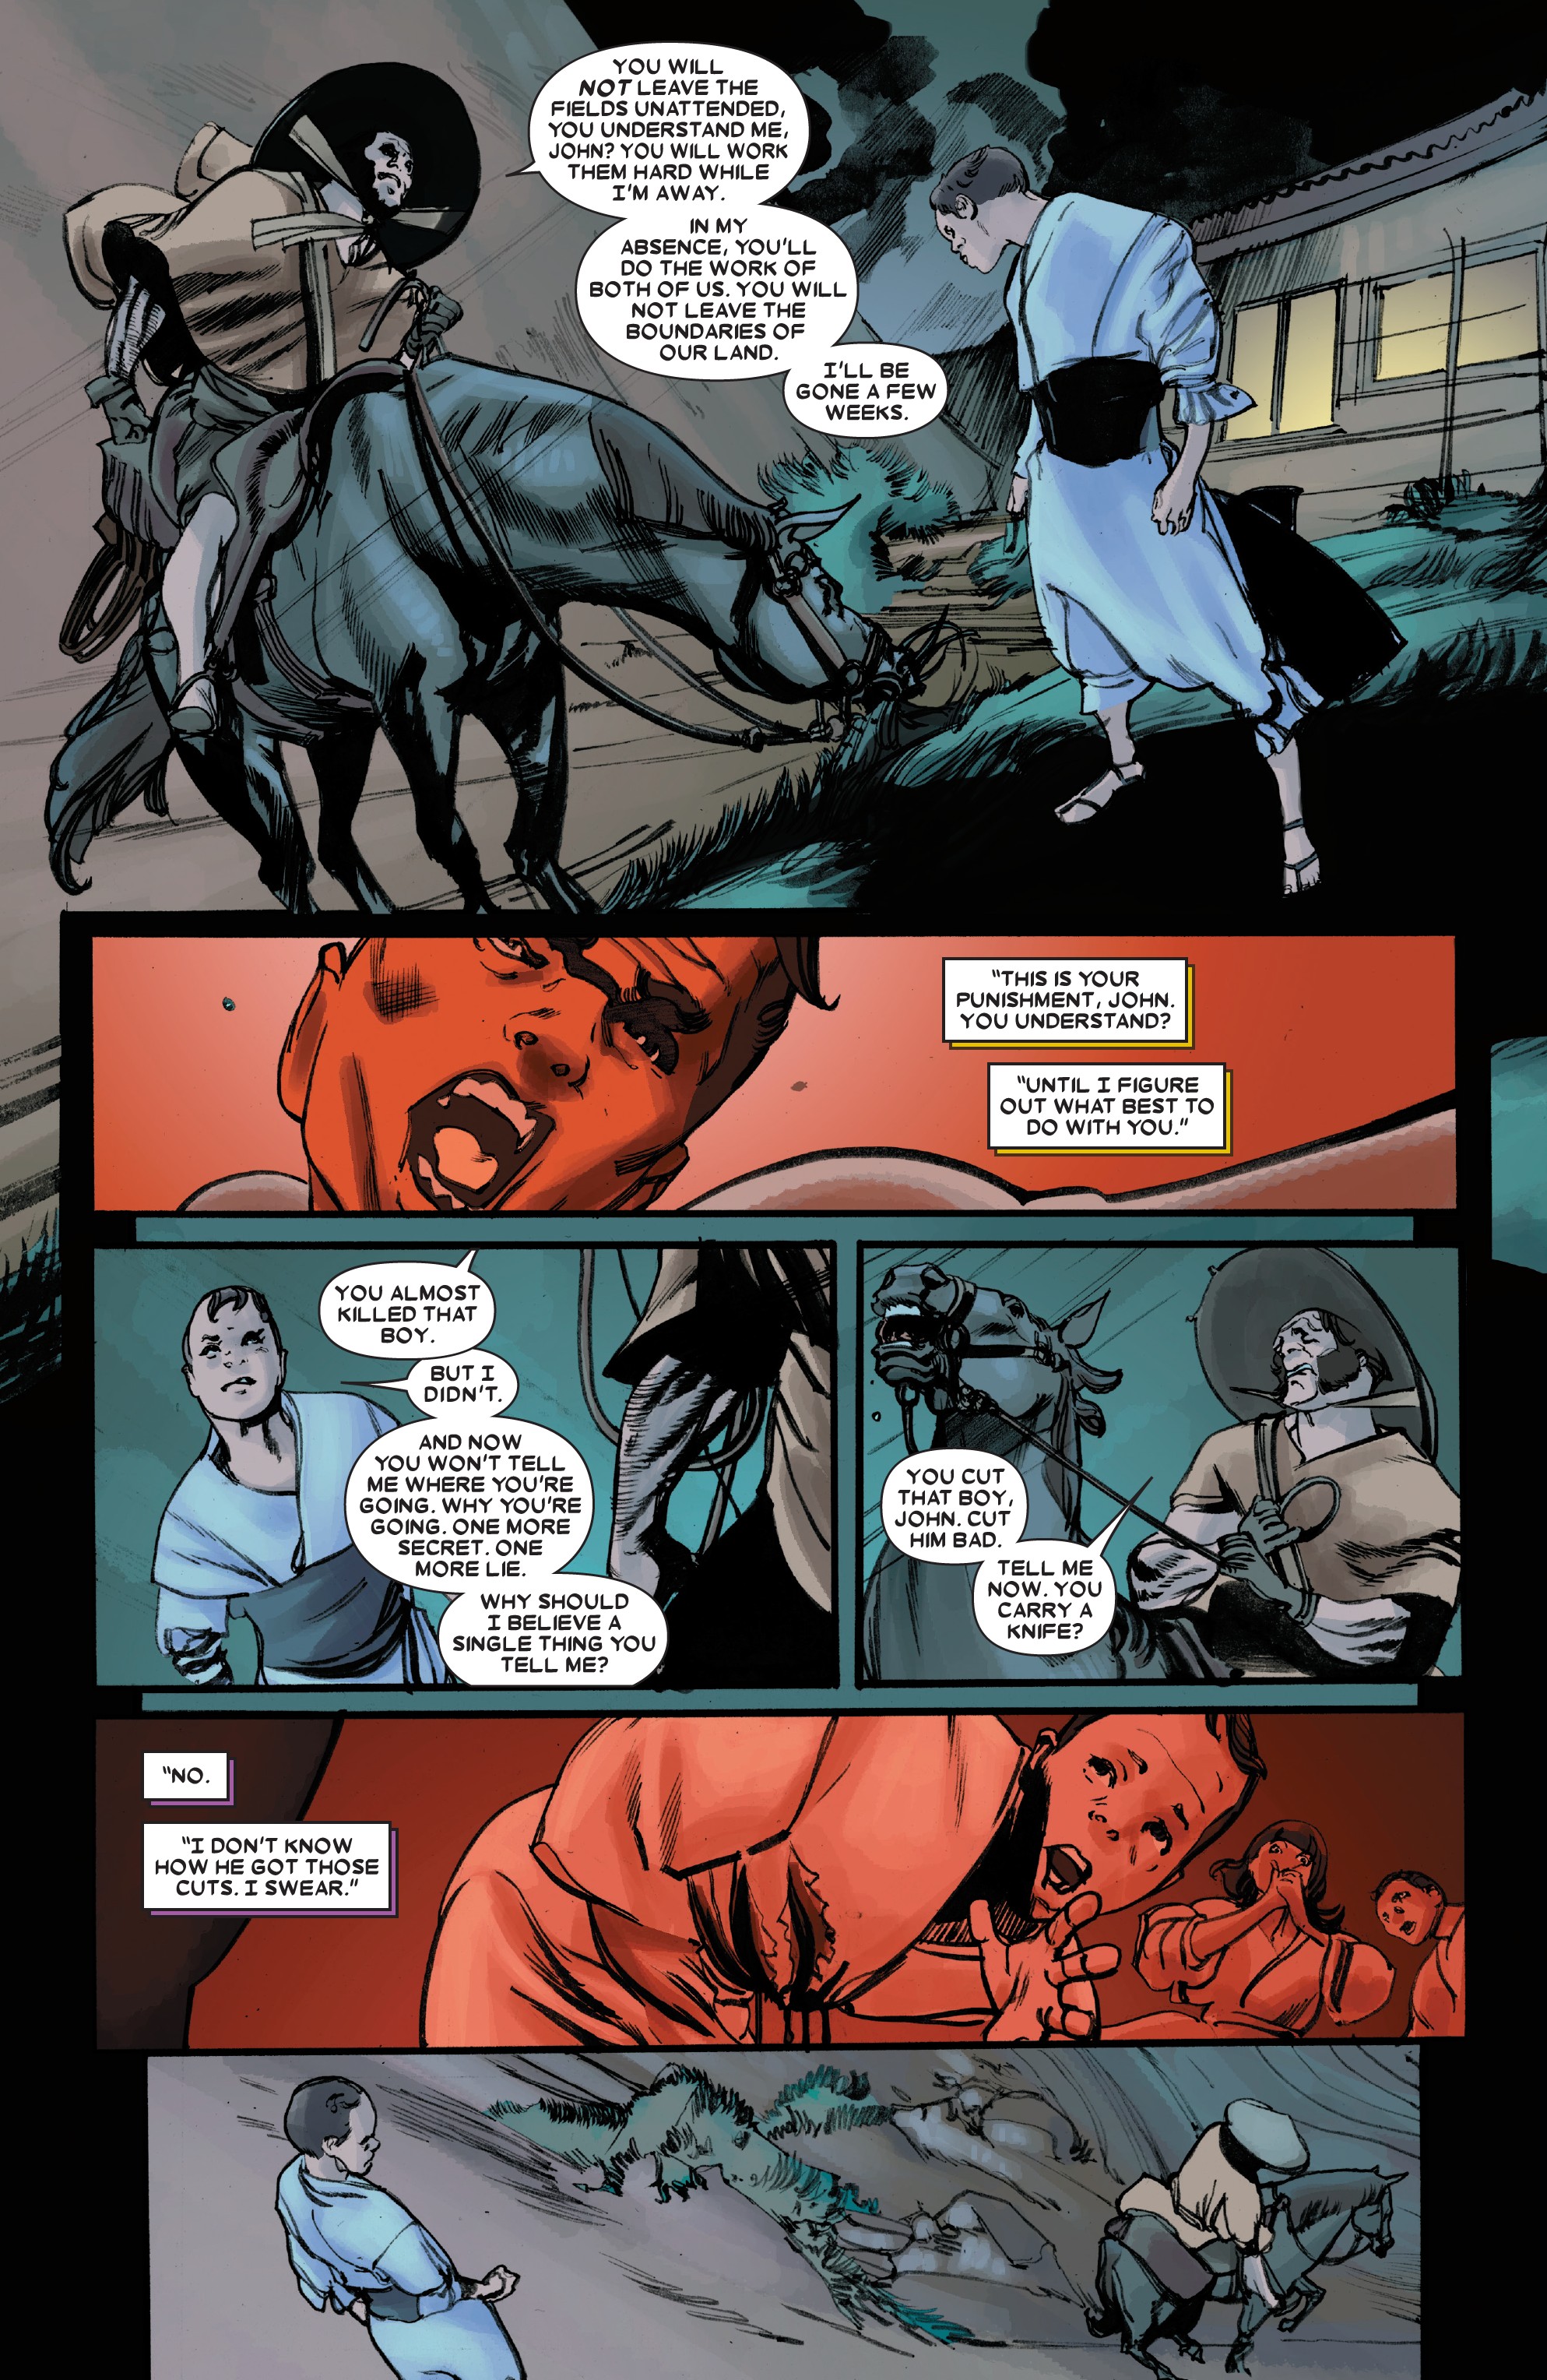 YOU WILL
NOT LEAVE THE
FIELDS UNATTENDED,
YOU UNDERSTAND ME,
JOHN? YOU WILL WORK
THEM HARD WHILE
I'M AWAY.
IN MY
ABSENCE, YOU'LL
DO THE WORK OF
BOTH OF US. YOU WILL
NOT LEAVE THE
BOUNDARIES OF
OUR LAND.
I'LL BE
GONE A FEW
WEEKS.
"THIS IS YOUR
PUNISHMENT, JOHN.
YOU UNDERSTAND?
"UNTIL I FIGURE
OUT WHAT BEST TO
DO WITH YOU."
YOU ALMOST
KILLED THAT
BOY.
BUT I
DIDN'T.
AND NOW
YOU WON'T TELL
ME WHERE YOU'RE
GOING. WHY YOU'RE
GOING. ONE MORE
SECRET. ONE
MORE LIE.
WHY SHOULD
I BELIEVE A
SINGLE THING YOU
TELL ME?
YOU CUT
THAT BOY,
JOHN. CUT
HIM BAD.
TELL ME
NOW. YOU
CARRY A
KNIFE?
"NO.
"I DON'T KNOW
HOW HE GOT THOSE
CUTS. I SWEAR."